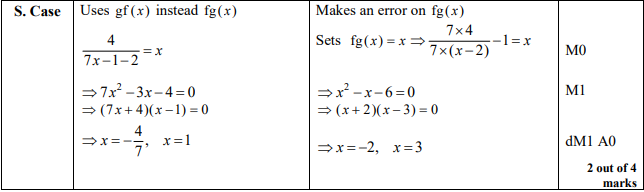 S. Case
Uses gf(x) instead fg(x)
4/(7x−1−2) = x
⇒ 7x² − 3x − 4 = 0
⇒ (7x+4)(x−1) = 0
⇒ x = −4/7, x = 1
Makes an error on fg(x)
Sets fg(x) = x ⇒ (7×4)/(7×(x−2)) − 1 = x
⇒ x² − x − 6 = 0
⇒ (x+2)(x−3) = 0
⇒ x = −2, x = 3
M0
M1
dM1 A0
2 out of 4
marks